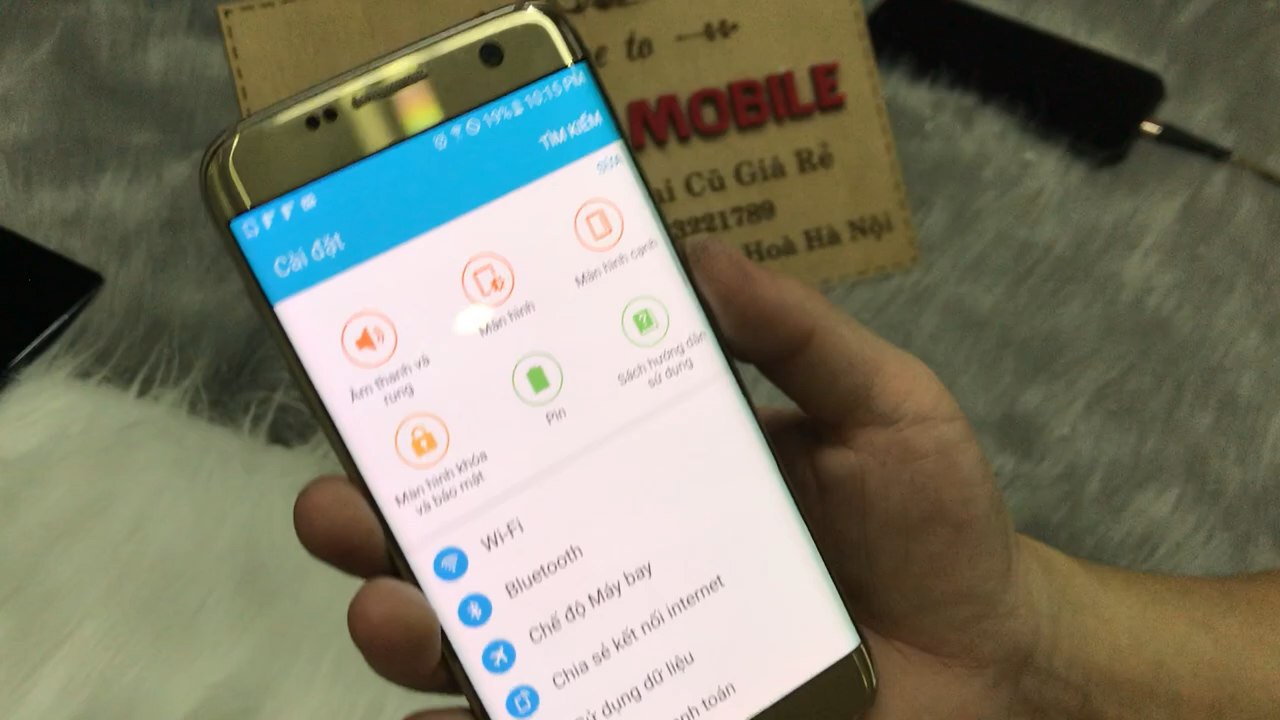 to
MOBILE
Cũ Giá Rẻ
3221789
Hoà Hà Nội
19% 10:15 PM
TÌM KIẾM
Cài đặt
SỬA
Âm thanh và
rung
Màn hình
Màn hình cạnh
Màn hình khóa
và bảo mật
Pin
Sách hướng dẫn
sử dụng
Wi-Fi
Bluetooth
Chế độ Máy bay
Chia sẻ kết nối internet
Sử dụng dữ liệu